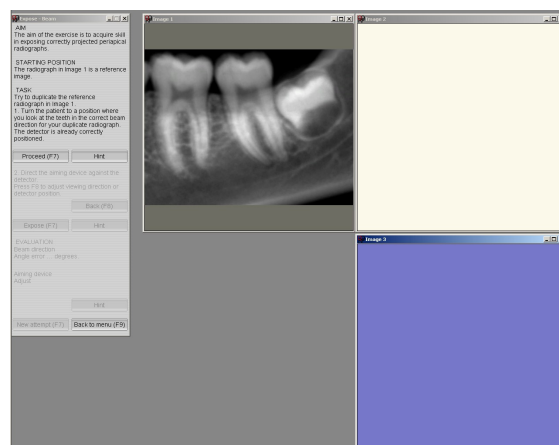 Expose - Beam
AIM
The aim of the exercise is to acquire skill
in exposing correctly projected periapical
radiographs.
STARTING POSITION
The radiograph in Image 1 is a reference
image.
TASK
Try to duplicate the reference
radiograph in Image 1.
1. Turn the patient to a position where
you look at the teeth in the correct beam
direction for your duplicate radiograph.
The detector is already correctly
positioned.
Proceed (F7)
Hint
2. Direct the aiming device against the
detector
Press F8 to adjust viewing direction or
detector position.
Back (F8)
Expose (F7)
Hint
EVALUATION
Beam direction
Angle error ... degrees
Aiming device
Adjust
Hint
New attempt (F7)
Back to menu (F9)
Image 1
Image 2
Image 3